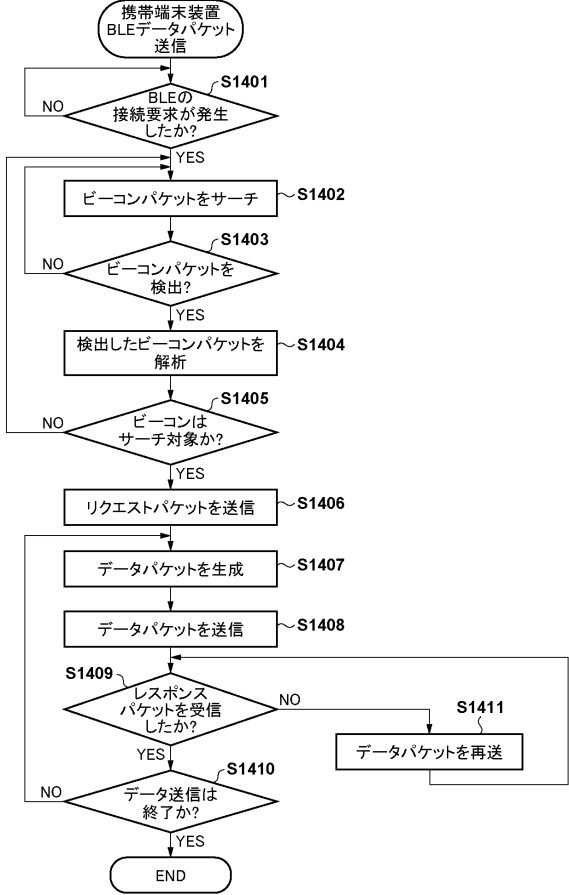 携帯端末装置
BLEデータパケット
送信
S1401
BLEの
接続要求が発生
したか?
NO
YES
ビーコンパケットをサーチ
S1402
S1403
ビーコンパケットを
検出?
NO
YES
検出したビーコンパケットを
解析
S1404
S1405
ビーコンは
サーチ対象か?
NO
YES
リクエストパケットを送信
S1406
データパケットを生成
S1407
データパケットを送信
S1408
S1409
レスポンス
パケットを受信
したか?
NO
YES
S1411
データパケットを再送
S1410
データ送信は
終了か?
NO
YES
END